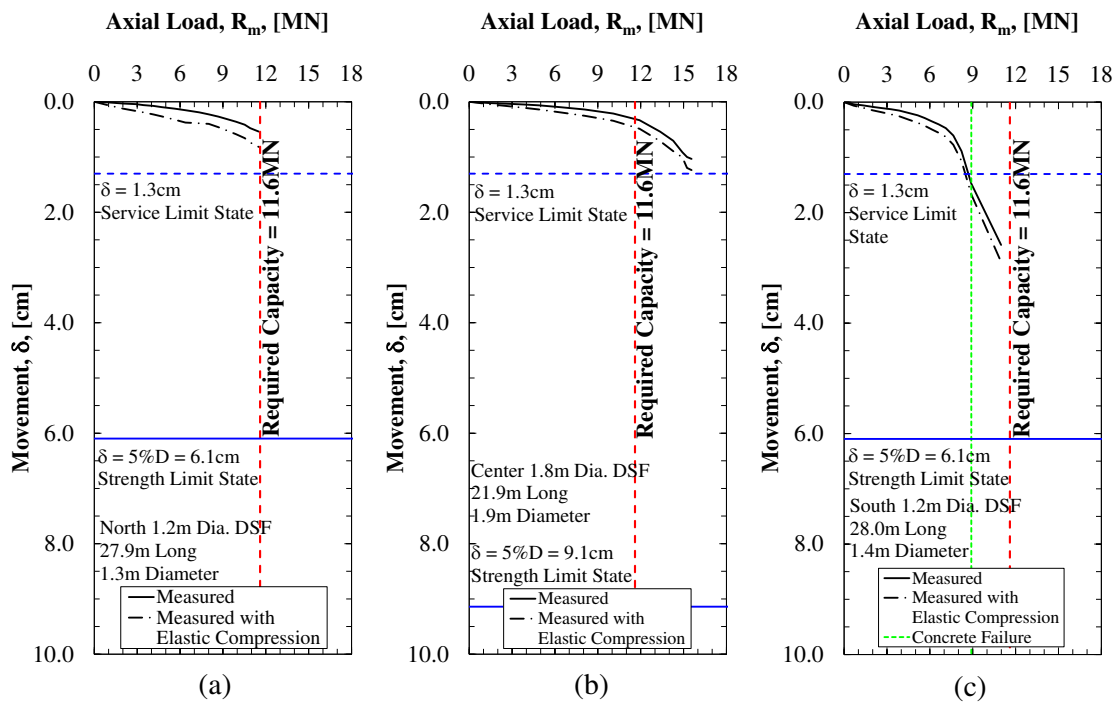 Axial Load, Rm, [MN]
0 3 6 9 12 15 18
0.0
2.0
4.0
6.0
8.0
10.0
Movement, δ, [cm]
δ = 1.3cm
Service Limit State
Required Capacity = 11.6MN
δ = 5%D = 6.1cm
Strength Limit State
North 1.2m Dia. DSF
27.9m Long
1.3m Diameter
Measured
Measured with
Elastic Compression
(a)
Axial Load, Rm, [MN]
0 3 6 9 12 15 18
0.0
2.0
4.0
6.0
8.0
10.0
Movement, δ, [cm]
δ = 1.3cm
Service Limit State
Required Capacity = 11.6MN
Center 1.8m Dia. DSF
21.9m Long
1.9m Diameter
δ = 5%D = 9.1cm
Strength Limit State
Measured
Measured with
Elastic Compression
(b)
Axial Load, Rm, [MN]
0 3 6 9 12 15 18
0.0
2.0
4.0
6.0
8.0
10.0
Movement, δ, [cm]
δ = 1.3cm
Service Limit
State
Required Capacity = 11.6MN
δ = 5%D = 6.1cm
Strength Limit State
South 1.2m Dia. DSF
28.0m Long
1.4m Diameter
Measured
Measured with
Elastic Compression
Concrete Failure
(c)